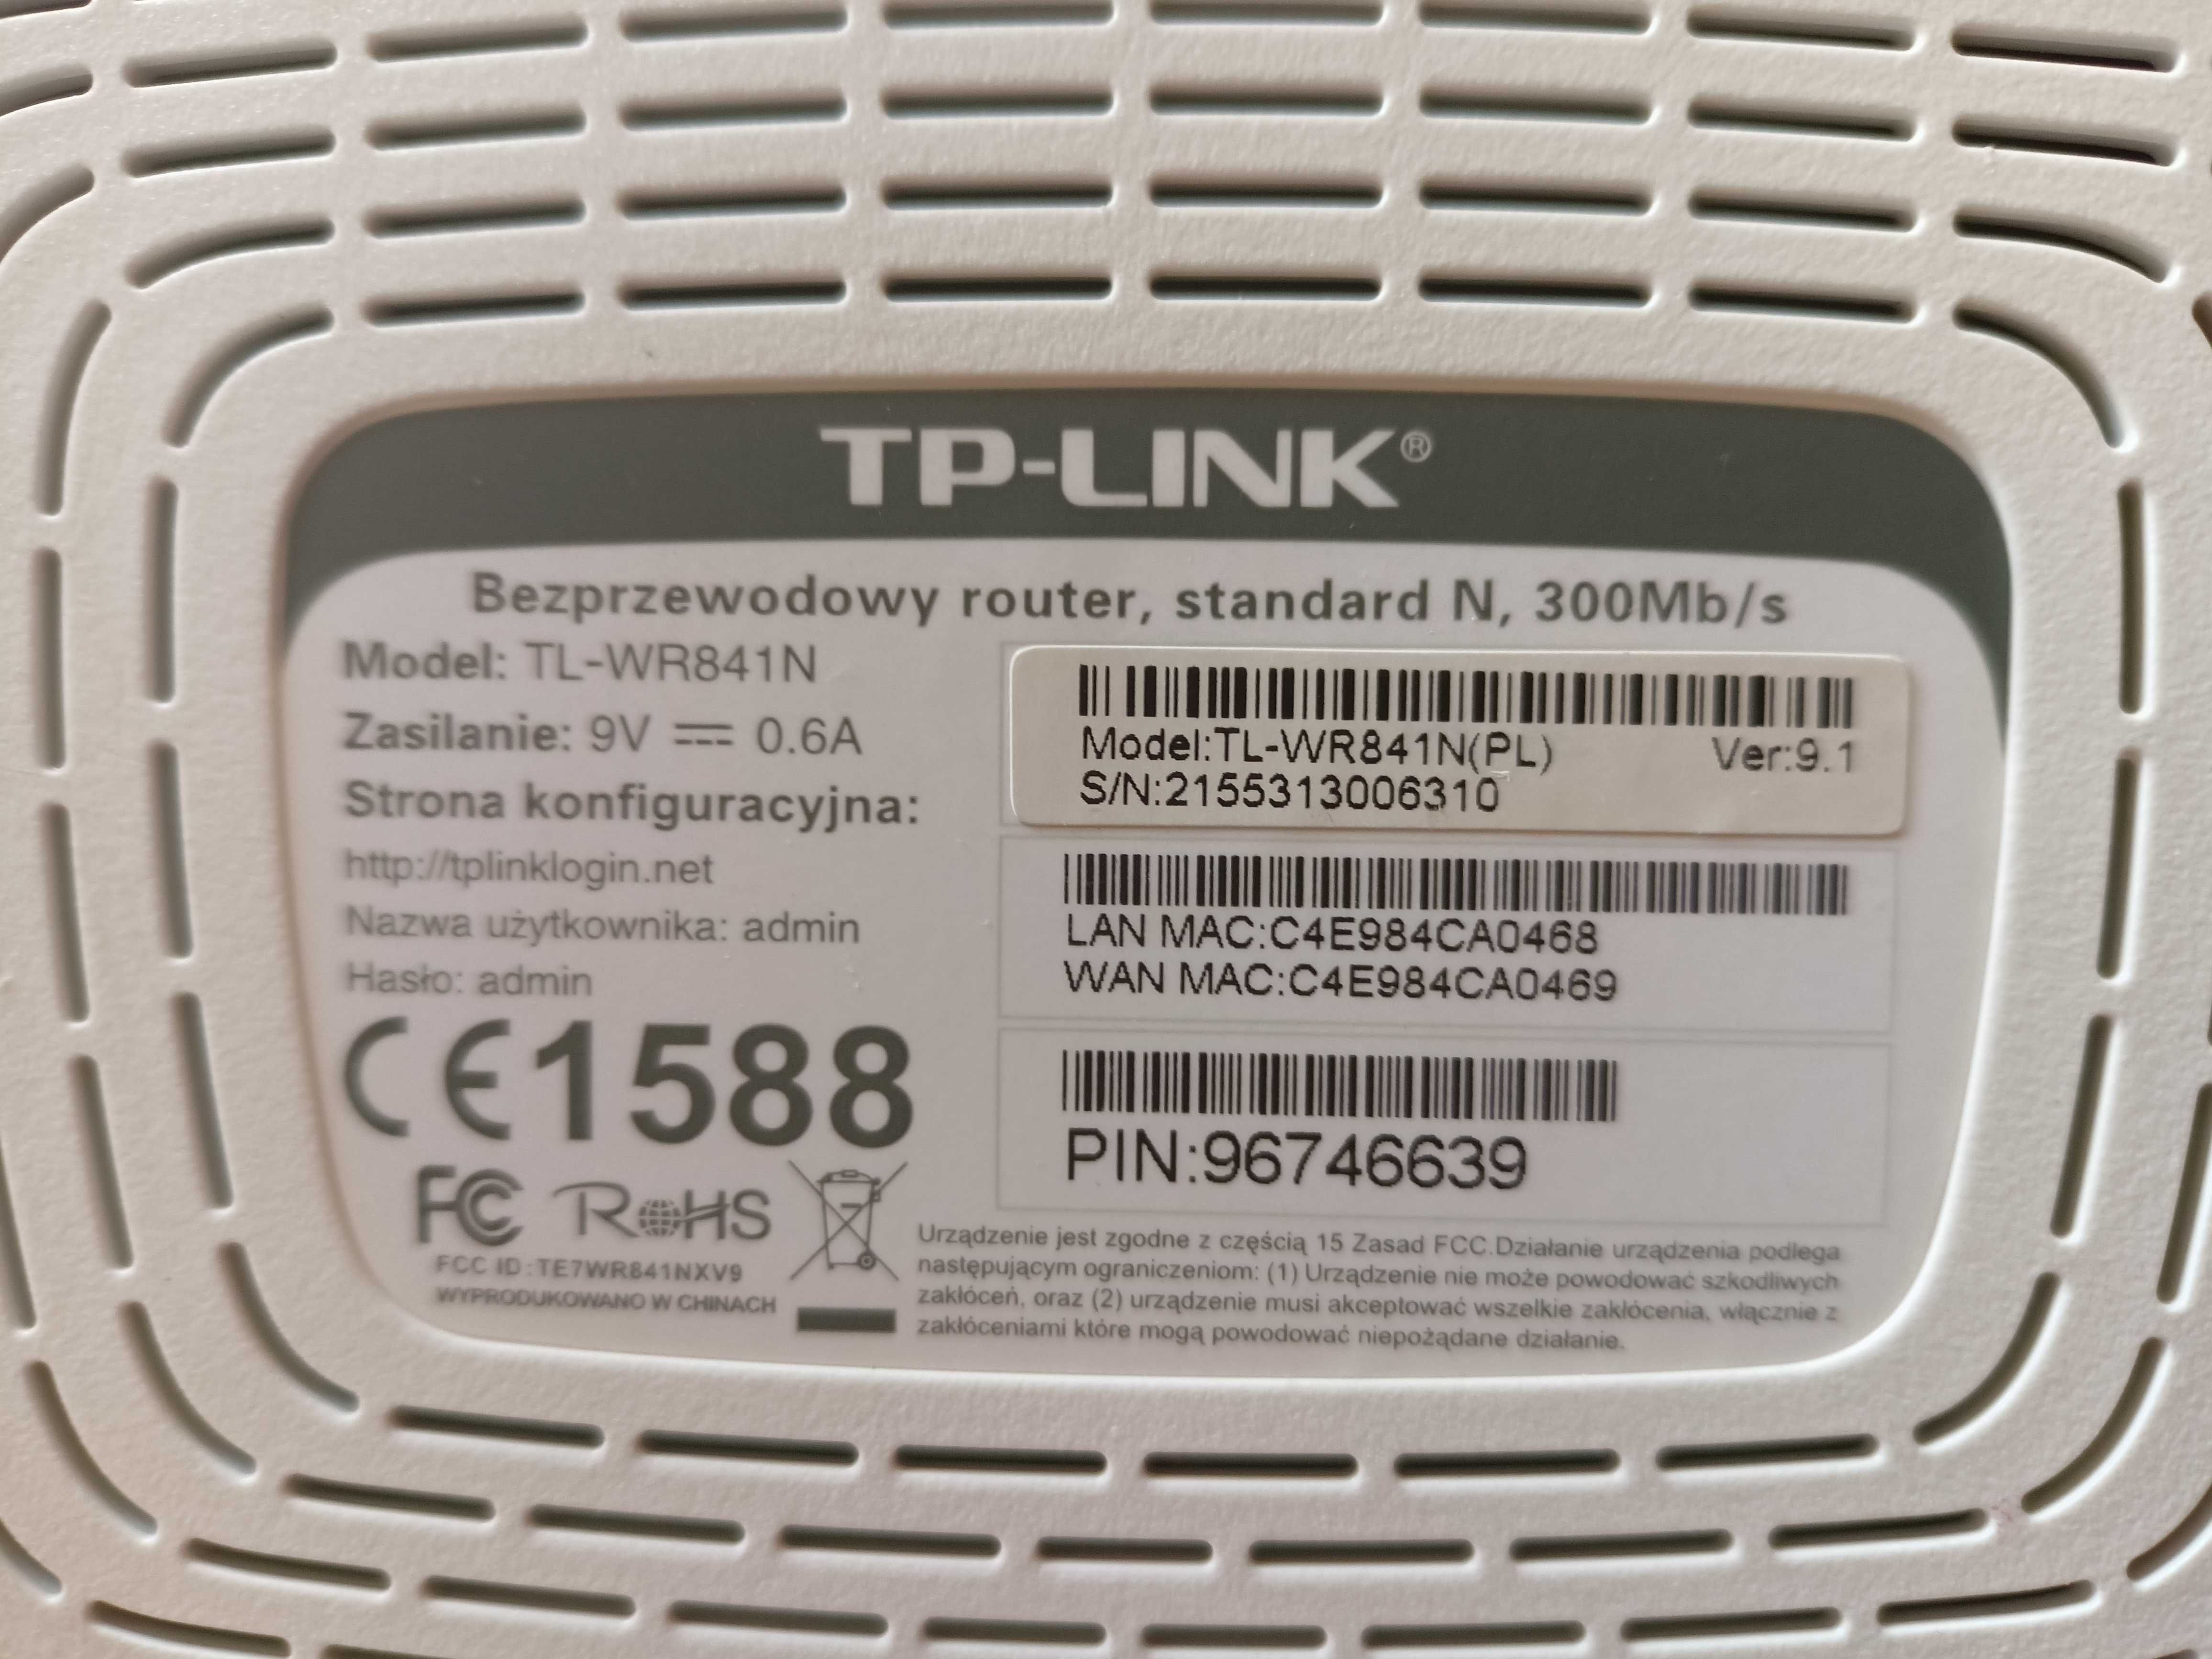 TP-LINK®
Bezprzewodowy router, standard N, 300Mb/s
Model: TL-WR841N
Zasilanie: 9V ⎓ 0.6A
Strona konfiguracyjna:
http://tplinklogin.net
Nazwa użytkownika: admin
Hasło: admin
CE1588
FC RoHS
FCC ID:TE7WR841NXV9
WYPRODUKOWANO W CHINACH
Model:TL-WR841N(PL) Ver:9.1
S/N:2155313006310
LAN MAC:C4E984CA0468
WAN MAC:C4E984CA0469
PIN:96746639
Urządzenie jest zgodne z częścią 15 Zasad FCC.Działanie urządzenia podlega
następującym ograniczeniom: (1) Urządzenie nie może powodować szkodliwych
zakłóceń, oraz (2) urządzenie musi akceptować wszelkie zakłócenia, włącznie z
zakłóceniami które mogą powodować niepożądane działanie.